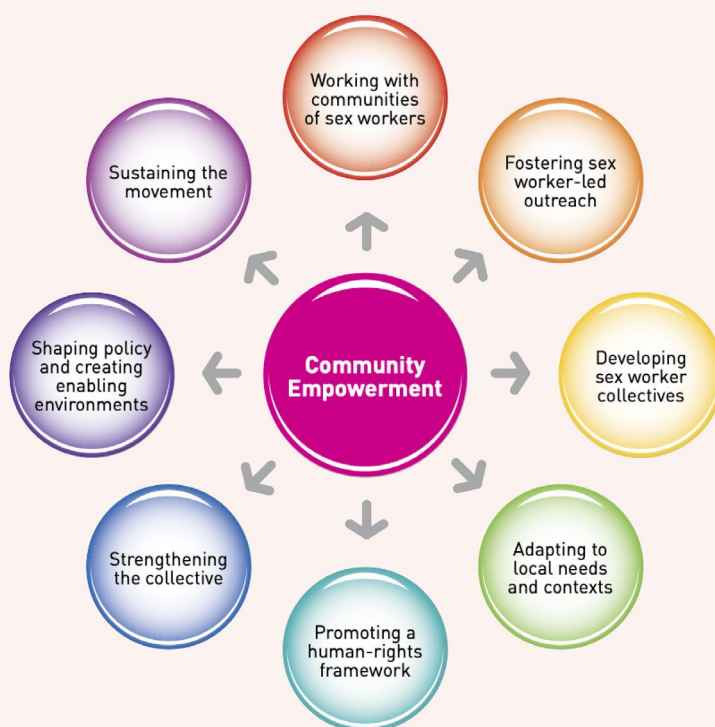 Working with
communities
of sex workers
Fostering sex
worker-led
outreach
Developing
sex worker
collectives
Adapting to
local needs
and contexts
Promoting a
human-rights
framework
Strengthening
the collective
Shaping policy
and creating
enabling
environments
Sustaining the
movement
Community
Empowerment